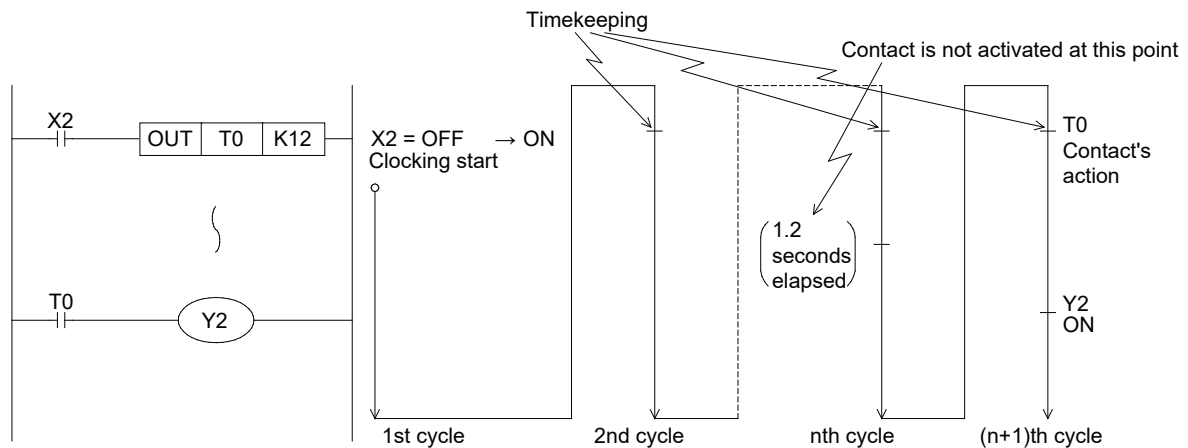 Timekeeping
Contact is not activated at this point
X2
OUT T0 K12
X2 = OFF → ON
Clocking start
T0
Contact's
action
1.2
seconds
elapsed
T0
Y2
Y2
ON
1st cycle
2nd cycle
nth cycle
(n+1)th cycle